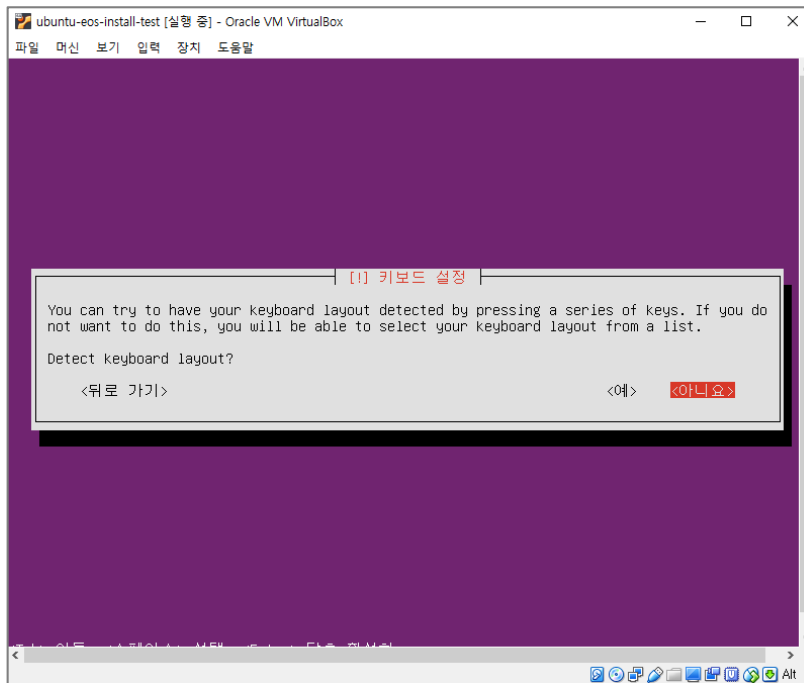 ubuntu-eos-install-test [실행 중] - Oracle VM VirtualBox
파일 머신 보기 입력 장치 도움말
[!] 키보드 설정
You can try to have your keyboard layout detected by pressing a series of keys. If you do
not want to do this, you will be able to select your keyboard layout from a list.
Detect keyboard layout?
<뒤로 가기> <예> <아니요>
Alt